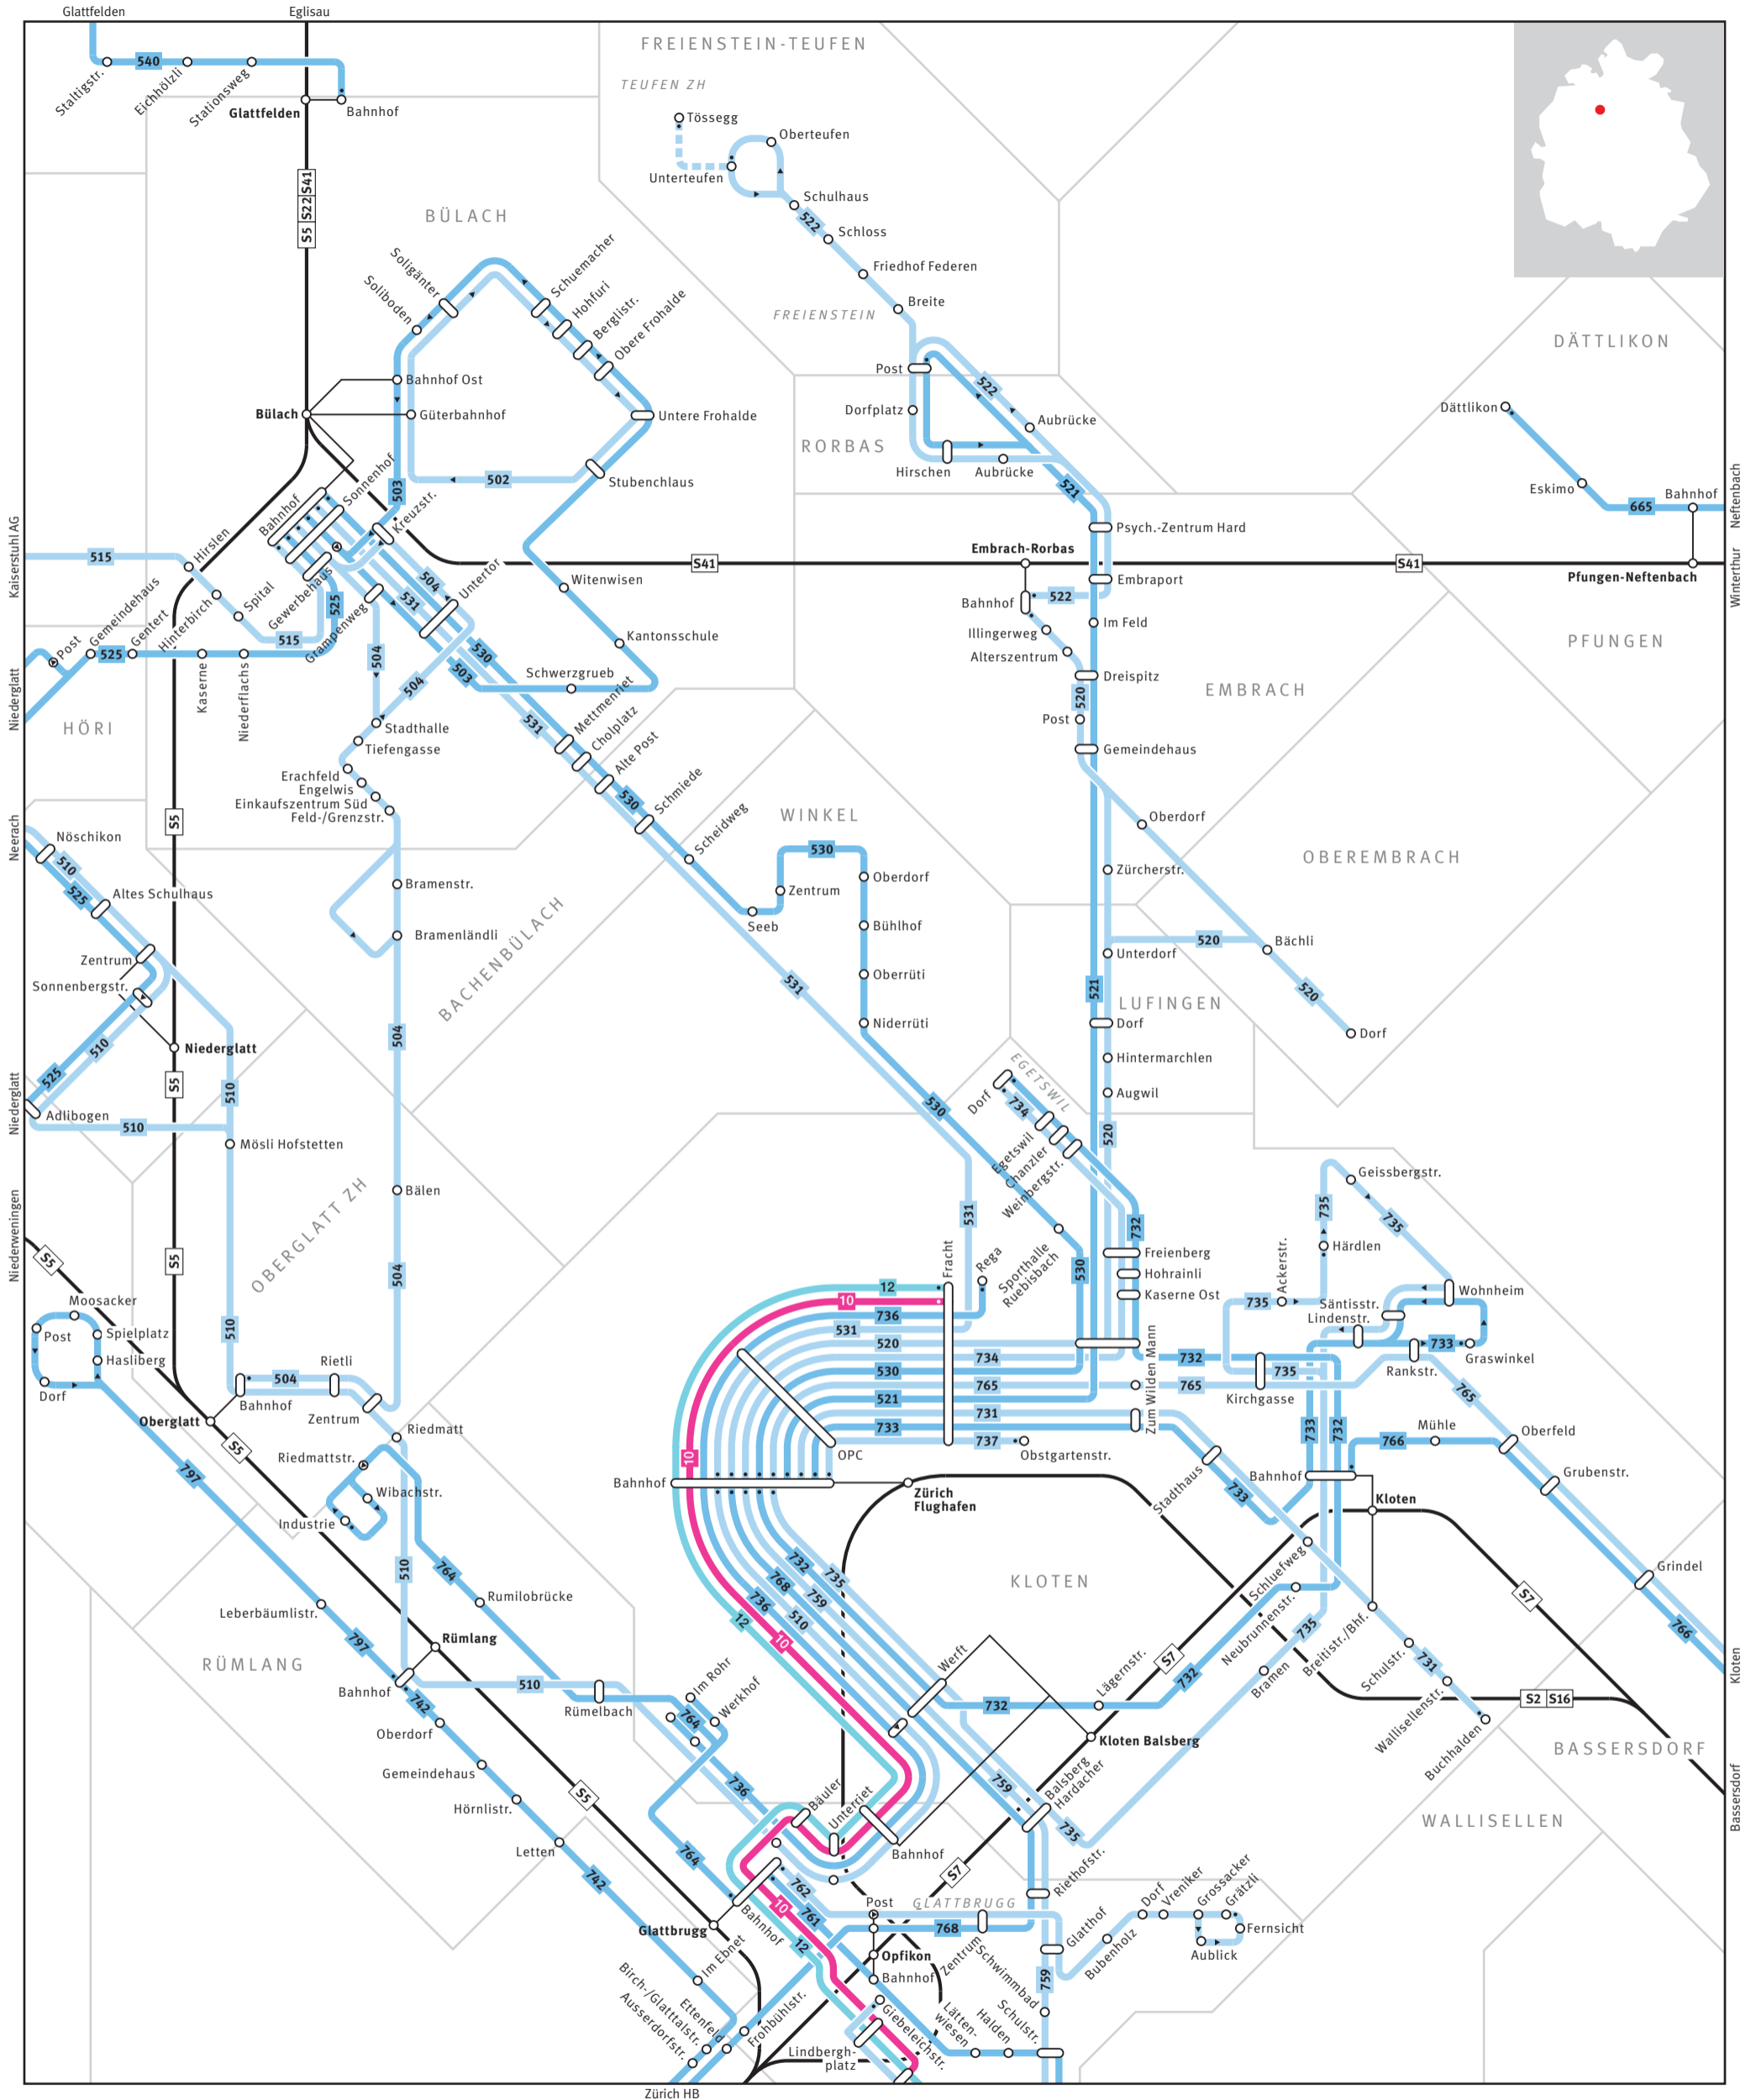 Glattfelden
Eglisau
FREIENSTEIN-TEUFEN
540
Staltigstr.
Eichhölzli
Stationsweg
Glattfelden
Bahnhof
TEUFEN ZH
Tössegg
Oberteufen
Unterteufen
Schulhaus
522
Schloss
Friedhof Federen
Breite
FREIENSTEIN
S5 S22 S41
BÜLACH
Soligänter
Soliboden
Schuemacher
Hohfuri
Berglistr.
Obere Frohalde
Bahnhof Ost
Bülach
Güterbahnhof
Untere Frohalde
502
503
Stubenchlaus
Post
522
Dorfplatz
Aubrücke
RORBAS
Hirschen
Aubrücke
521
DÄTTLIKON
Dättlikon
Eskimo
665
Bahnhof
Neftenbach
Kaiserstuhl AG
515
Hirslen
Bahnhof
Sonnenhof
Kreuzstr.
Psych.-Zentrum Hard
Embrach-Rorbas
S41
S41
Pfungen-Neftenbach
Winterthur
Gewerbehaus
504
531
Untertor
Witenwisen
Embraport
522
Bahnhof
Im Feld
Illingerweg
Alterszentrum
Spital
Hinterbirch
525
515
Grampenweg
Kantonsschule
PFUNGEN
Post
Gemeindehaus
525
Gentert
Kaserne
Niederflachs
504
504
530
503
Schwerzgrueb
Dreispitz
520
EMBRACH
Niederglatt
HÖRI
Stadthalle
Tiefengasse
531
Mettmenriet
Cholplatz
Alte Post
Post
Gemeindehaus
Erachfeld
Engelwis
Einkaufszentrum Süd
Feld-/Grenzstr.
530
Schmiede
Scheidweg
WINKEL
530
Oberdorf
Neerach
Nöschikon
510
525
Altes Schulhaus
S5
Bramenstr.
Bramenländli
BACHENBÜLACH
Zentrum
Oberdorf
Seeb
Bühlhof
Oberrüti
Niderrüti
531
Zürcherstr.
OBEREMBRACH
520
Bächli
Unterdorf
521
LUFINGEN
520
Dorf
Dorf
Hintermarchlen
Augwil
520
Zentrum
Sonnenbergstr.
510
525
Niederglatt
504
S5
510
Niederglatt
Adlibogen
510
Mösli Hofstetten
530
EGETSWIL
Dorf
734
Egetswil
Chanzler
Weinbergstr.
Niederweningen
S5
S5
OBERGLATT ZH
Bälen
504
531
732
Geissbergstr.
735
735
Härdlen
Moosacker
Post
Spielplatz
Hasliberg
Dorf
510
Fracht
Rega
Sporthalle
Ruebisbach
530
Freienberg
Hohrainli
Kaserne Ost
735
Ackerstr.
Säntisstr.
Lindenstr.
Wohnheim
12
10
736
531
520
734
530
765
521
731
733
737
Obstgartenstr.
Zum Wilden Mann
732
765
735
Kirchgasse
733
Graswinkel
Rankstr.
765
504
Rietli
Bahnhof
Zentrum
Oberglatt
Riedmatt
S5
797
Riedmattstr.
Wibachstr.
Industrie
10
OPC
Bahnhof
Zürich
Flughafen
Stadthaus
733
733
732
Bahnhof
Kloten
766
Mühle
Oberfeld
Grubenstr.
Grindel
766
Kloten
510
764
Rumilobrücke
Leberbäumlistr.
797
Rümlang
RÜMLANG
Bahnhof
742
510
Rümelbach
732
735
768
759
736
510
12
10
KLOTEN
Schluefweg
Neubrunnenstr.
Breitistr./Bhf.
735
Bramen
Schulstr.
731
Wallisellenstr.
Buchhalden
S7
S7
S2 S16
Werft
732
Lägernstr.
732
Kloten Balsberg
BASSERSDORF
Bassersdorf
Im Rohr
764
Werkhof
736
Oberdorf
Gemeindehaus
Hörnlistr.
S5
Letten
742
Bäuler
Unterriet
Bahnhof
759
Balsberg
Hardacher
735
WALLISELLEN
764
762
761
10
12
Bahnhof
Glattbrugg
Post
GLATTBRUGG
768
Zentrum
S7
Riethofstr.
Glatthof
Bubenholz
Dorf
Vreniker
Grossacker
Grätzli
Fernsicht
Aublick
Opfikon
Bahnhof
Schwimmbad
759
Im Ebnet
Birch-/Glatttalstr.
Ausserdorfstr.
Ettenfeld
Frohbühlstr.
Giebeleichstr.
Lätten-
wiesen
Halden
Schulstr.
Lindbergh-
platz
Zürich HB